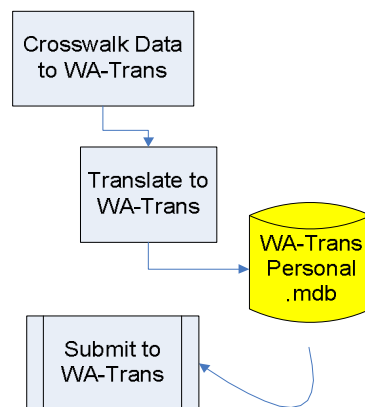 Crosswalk Data
to WA-Trans
Translate to
WA-Trans
WA-Trans
Personal
.mdb
Submit to
WA-Trans